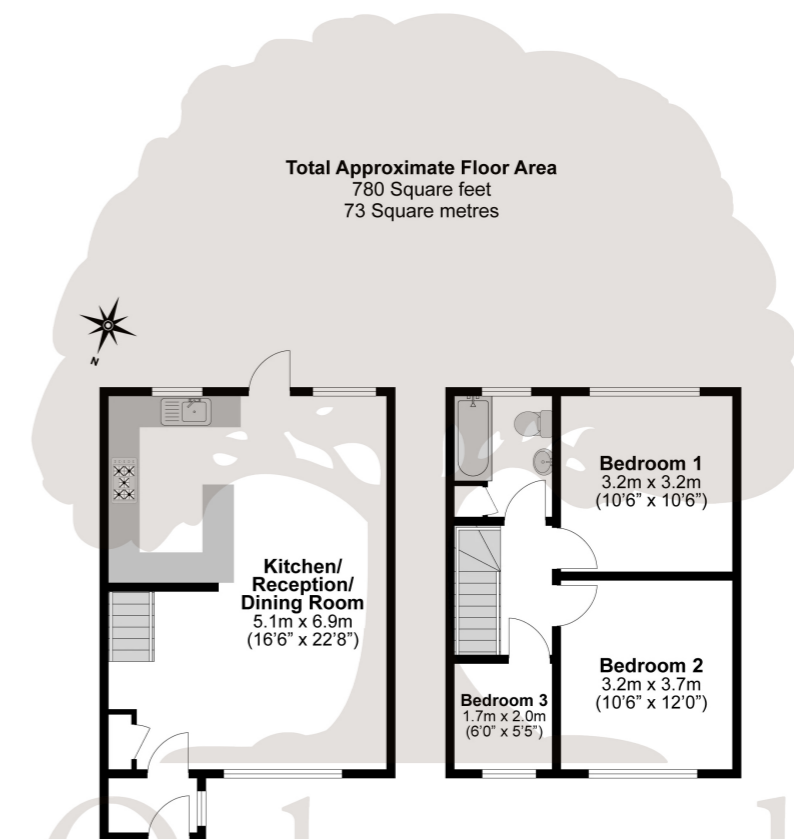 Total Approximate Floor Area
780 Square feet
73 Square metres
N
Kitchen/
Reception/
Dining Room
5.1m x 6.9m
(16’6” x 22’8”)
Bedroom 1
3.2m x 3.2m
(10’6” x 10’6”)
Bedroom 2
3.2m x 3.7m
(10’6” x 12’0”)
Bedroom 3
1.7m x 2.0m
(6’0” x 5’5”)